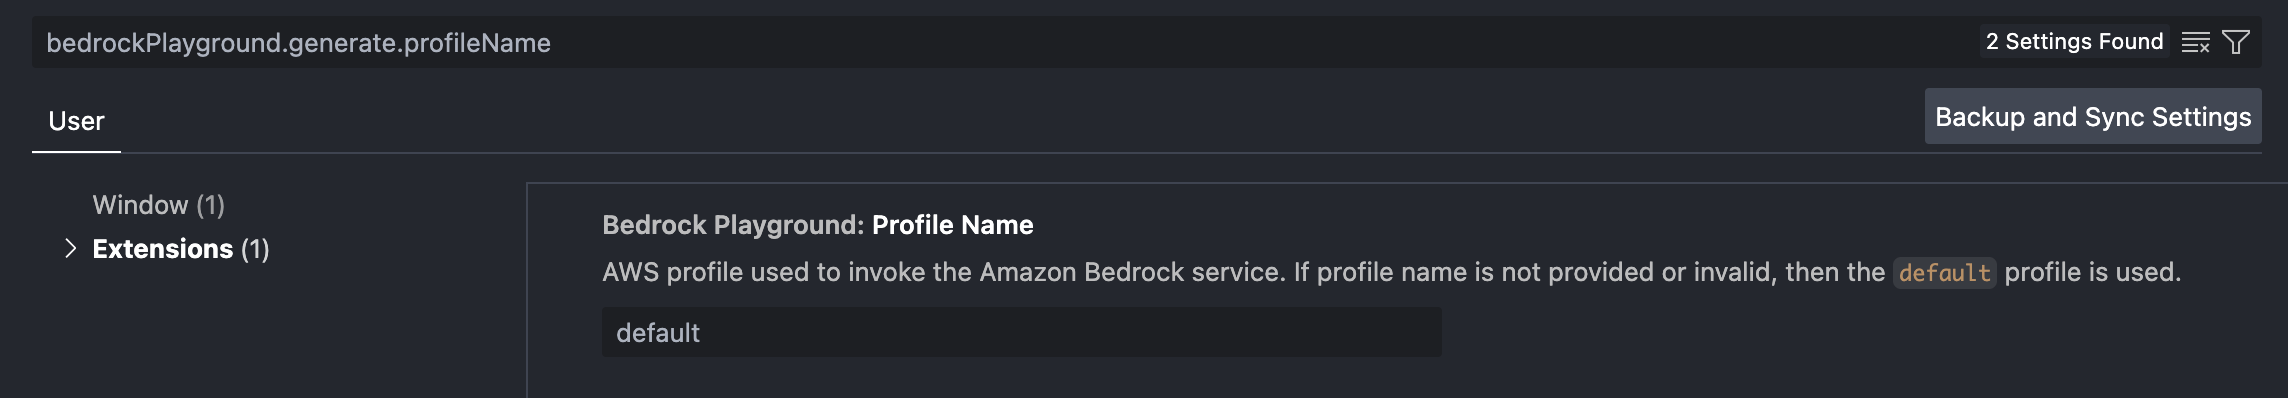 bedrockPlayground.generate.profileName
2 Settings Found
User
Backup and Sync Settings
Window (1)
Extensions (1)
Bedrock Playground: Profile Name
AWS profile used to invoke the Amazon Bedrock service. If profile name is not provided or invalid, then the default profile is used.
default